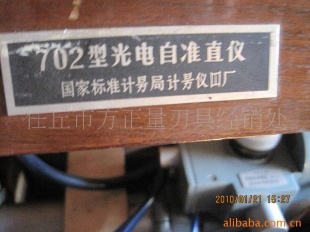 702型光电自准直仪
国家标准计量局计量仪四厂
任丘市方正量刃具经销处
2010/01/21 15:27
alibaba.com.cn